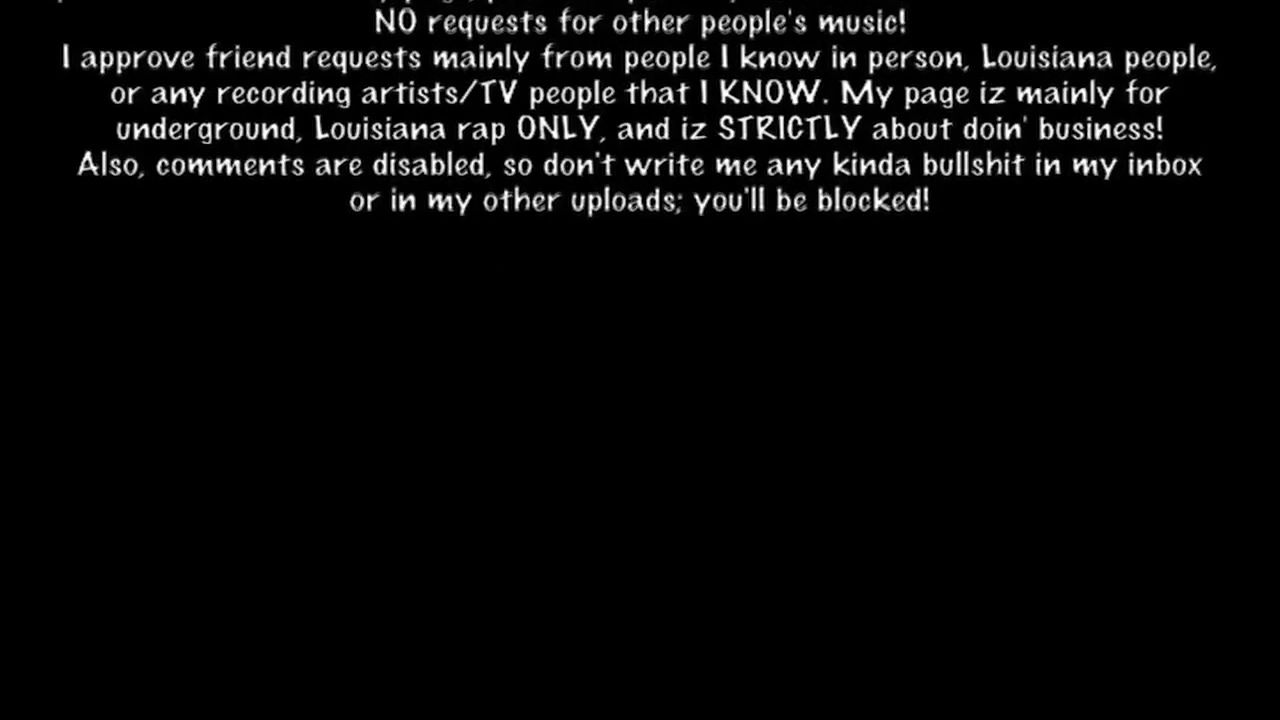 NO requests for other people's music!
I approve friend requests mainly from people I know in person, Louisiana people,
or any recording artists/TV people that I KNOW. My page iz mainly for
underground, Louisiana rap ONLY, and iz STRICTLY about doin' business!
Also, comments are disabled, so don't write me any kinda bullshit in my inbox
or in my other uploads; you'll be blocked!